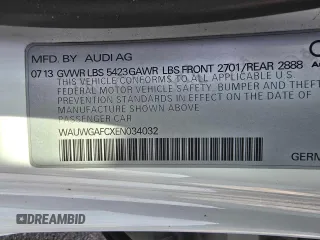 MFD. BY AUDI AG
0713 GVWR LBS 5423 GAWR LBS FRONT 2701/REAR 2888
THIS VEHICLE CONFORMS TO ALL APPLICABLE U.S.
FEDERAL MOTOR VEHICLE SAFETY, BUMPER AND THEFT
PREVENTION STANDARDS IN EFFECT ON THE DATE OF
MANUFACTURE SHOWN ABOVE
PASSENGER CAR
WAUWGAFCXEN034032
GERM
DREAMBID